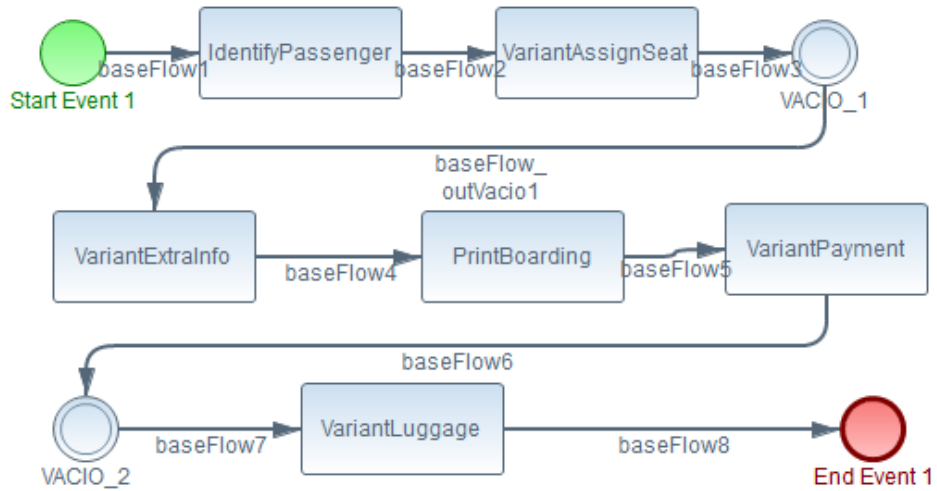 IdentifyPassenger
VariantAssignSeat
baseFlow1
baseFlow2
baseFlow3
Start Event 1
VACIO_1
baseFlow_
outVacio1
VariantExtraInfo
PrintBoarding
VariantPayment
baseFlow4
baseFlow5
baseFlow6
VariantLuggage
baseFlow7
baseFlow8
VACIO_2
End Event 1